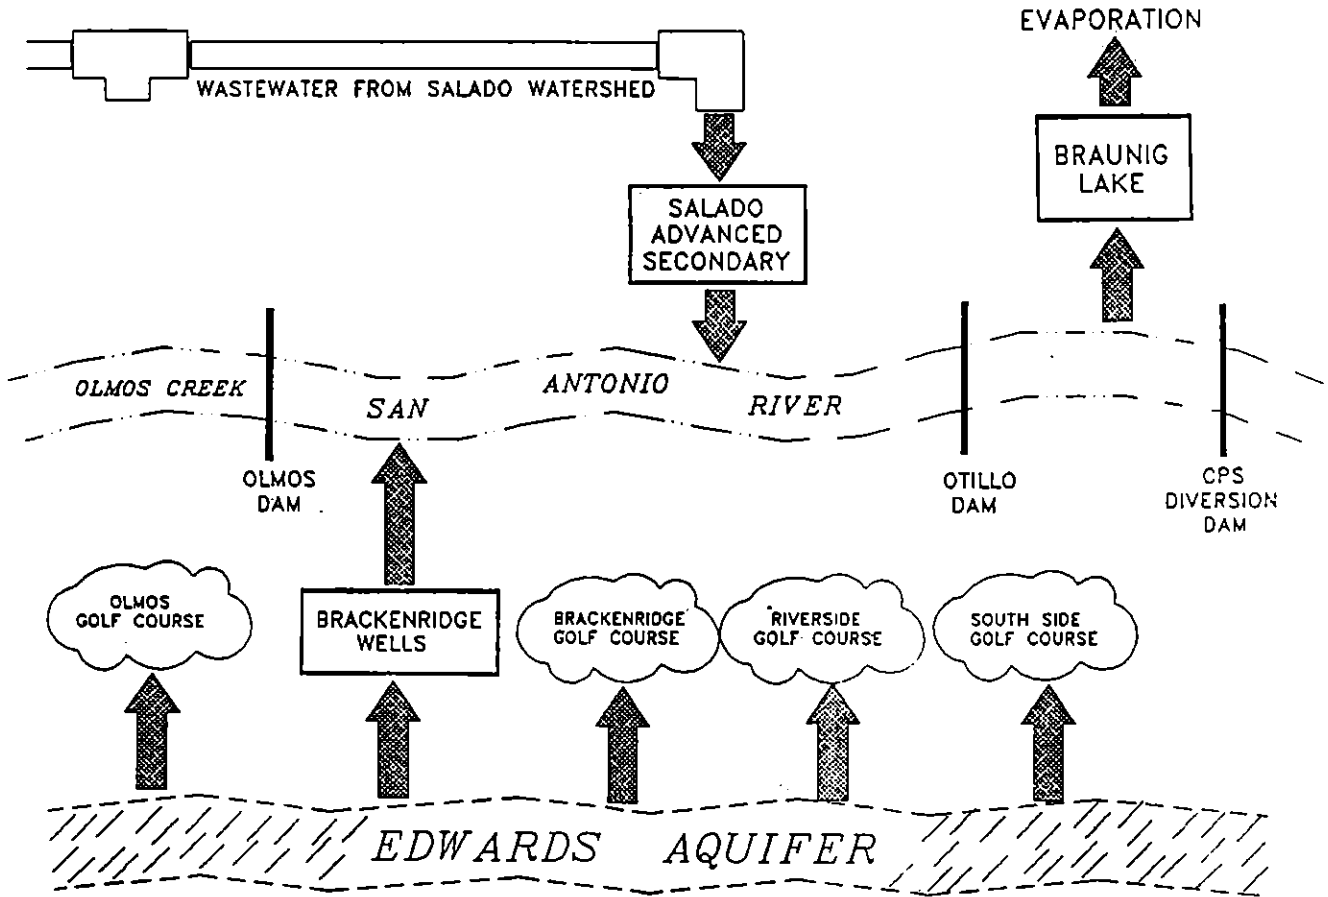 EVAPORATION
WASTEWATER FROM SALADO WATERSHED
BRAUNIG
LAKE
SALADO
ADVANCED
SECONDARY
OLMOS CREEK
SAN
ANTONIO
RIVER
OLMOS
DAM
OTILLO
DAM
CPS
DIVERSION
DAM
OLMOS
GOLF COURSE
BRACKENRIDGE
WELLS
BRACKENRIDGE
GOLF COURSE
RIVERSIDE
GOLF COURSE
SOUTH SIDE
GOLF COURSE
EDWARDS AQUIFER